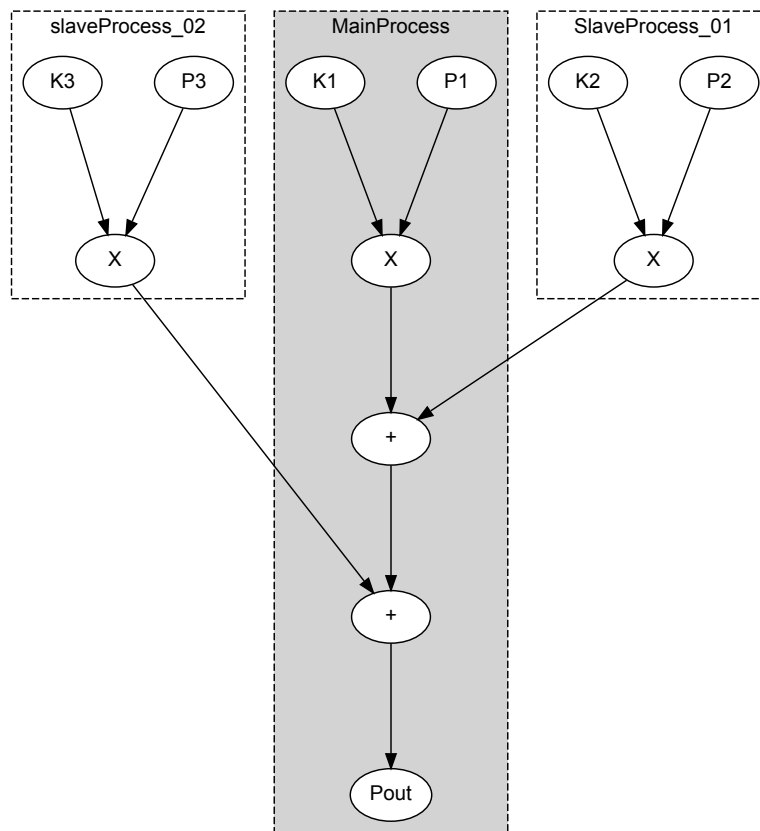 slaveProcess_02
MainProcess
SlaveProcess_01
K3
P3
K1
P1
K2
P2
X
X
X
+
+
Pout